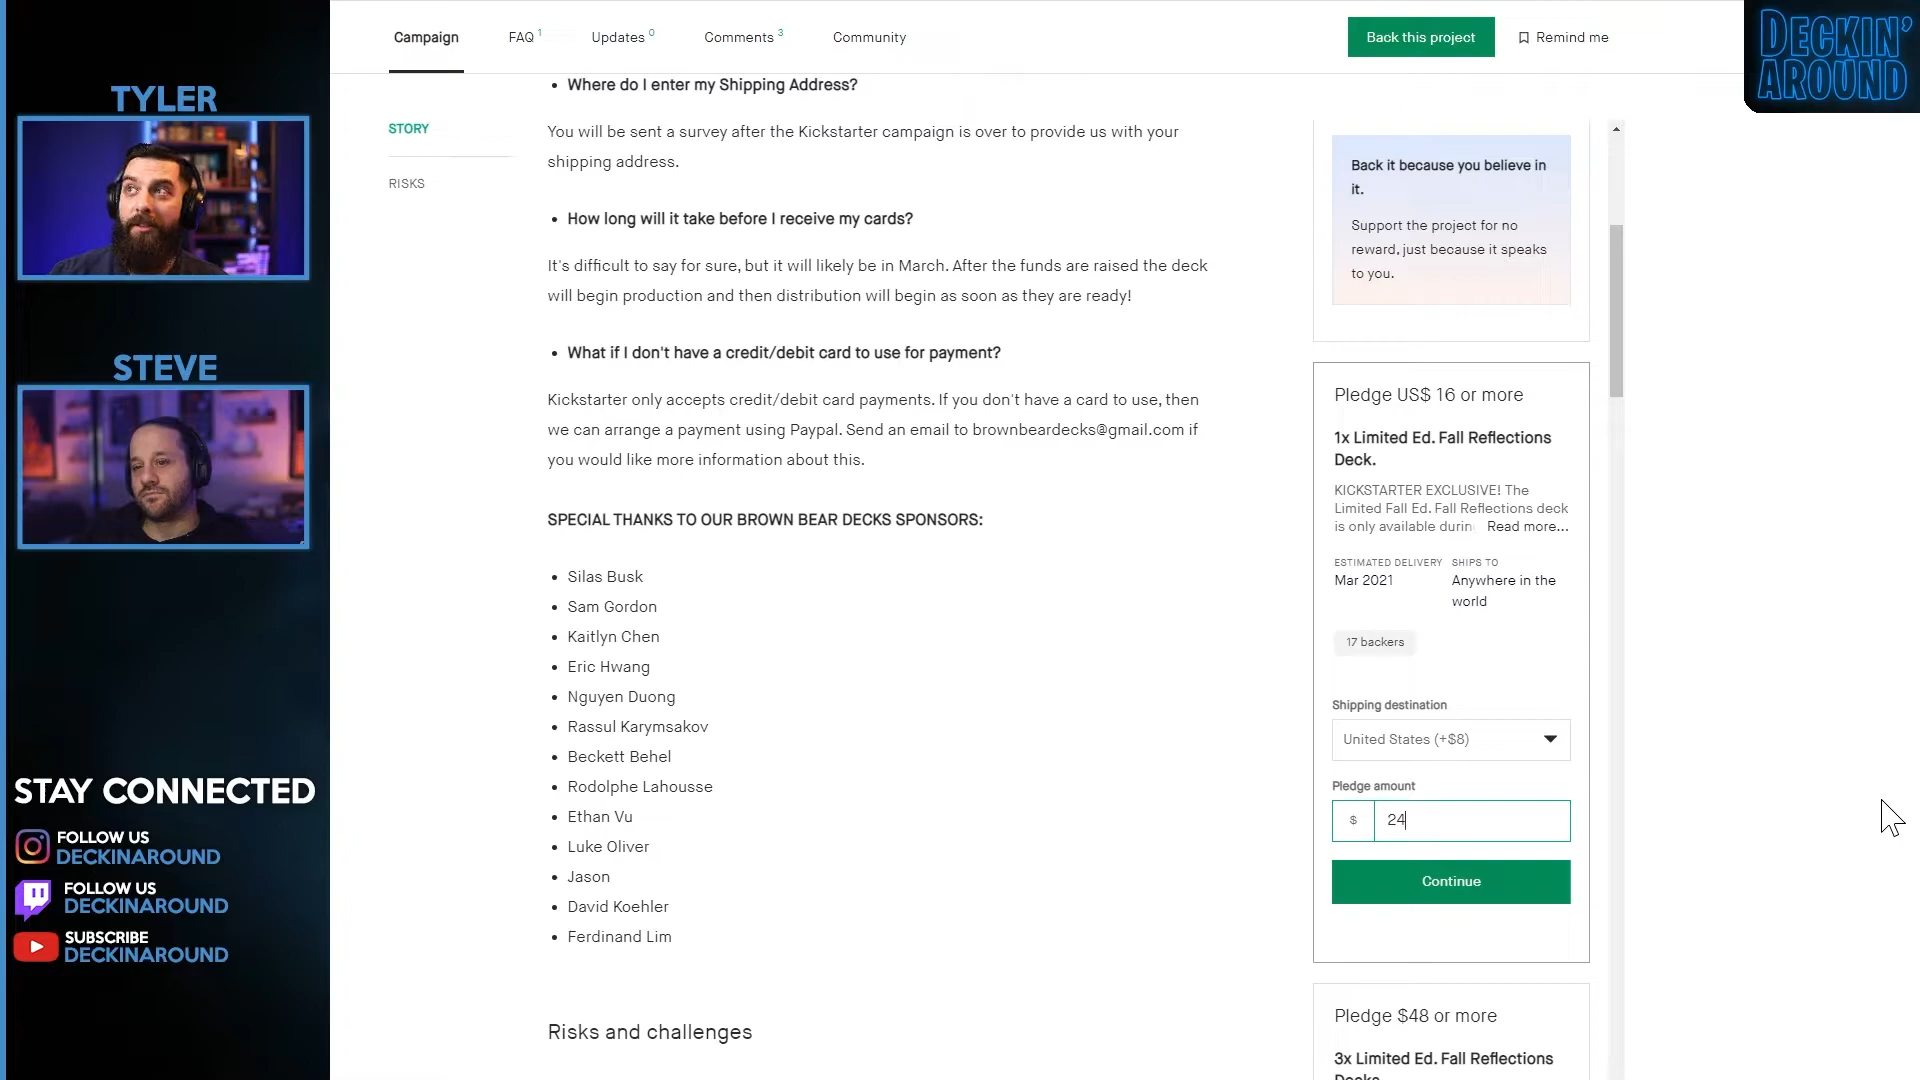 TYLER
STEVE
STAY CONNECTED
FOLLOW US
DECKINAROUND
FOLLOW US
DECKINAROUND
SUBSCRIBE
DECKINAROUND
Campaign
FAQ 1
Updates 0
Comments 3
Community
Back this project
Remind me
DECKIN'
AROUND
STORY
RISKS
• Where do I enter my Shipping Address?
You will be sent a survey after the Kickstarter campaign is over to provide us with your
shipping address.
• How long will it take before I receive my cards?
It's difficult to say for sure, but it will likely be in March. After the funds are raised the deck
will begin production and then distribution will begin as soon as they are ready!
• What if I don't have a credit/debit card to use for payment?
Kickstarter only accepts credit/debit card payments. If you don't have a card to use, then
we can arrange a payment using Paypal. Send an email to brownbeardecks@gmail.com if
you would like more information about this.
SPECIAL THANKS TO OUR BROWN BEAR DECKS SPONSORS:
• Silas Busk
• Sam Gordon
• Kaitlyn Chen
• Eric Hwang
• Nguyen Duong
• Rassul Karymsakov
• Beckett Behel
• Rodolphe Lahousse
• Ethan Vu
• Luke Oliver
• Jason
• David Koehler
• Ferdinand Lim
Risks and challenges
Back it because you believe in
it.
Support the project for no
reward, just because it speaks
to you.
Pledge US$ 16 or more
1x Limited Ed. Fall Reflections
Deck.
KICKSTARTER EXCLUSIVE! The
Limited Fall Ed. Fall Reflections deck
is only available durin Read more...
ESTIMATED DELIVERY SHIPS TO
Mar 2021 Anywhere in the
world
17 backers
Shipping destination
United States (+$8)
Pledge amount
$ 24
Continue
Pledge $48 or more
3x Limited Ed. Fall Reflections
Decks